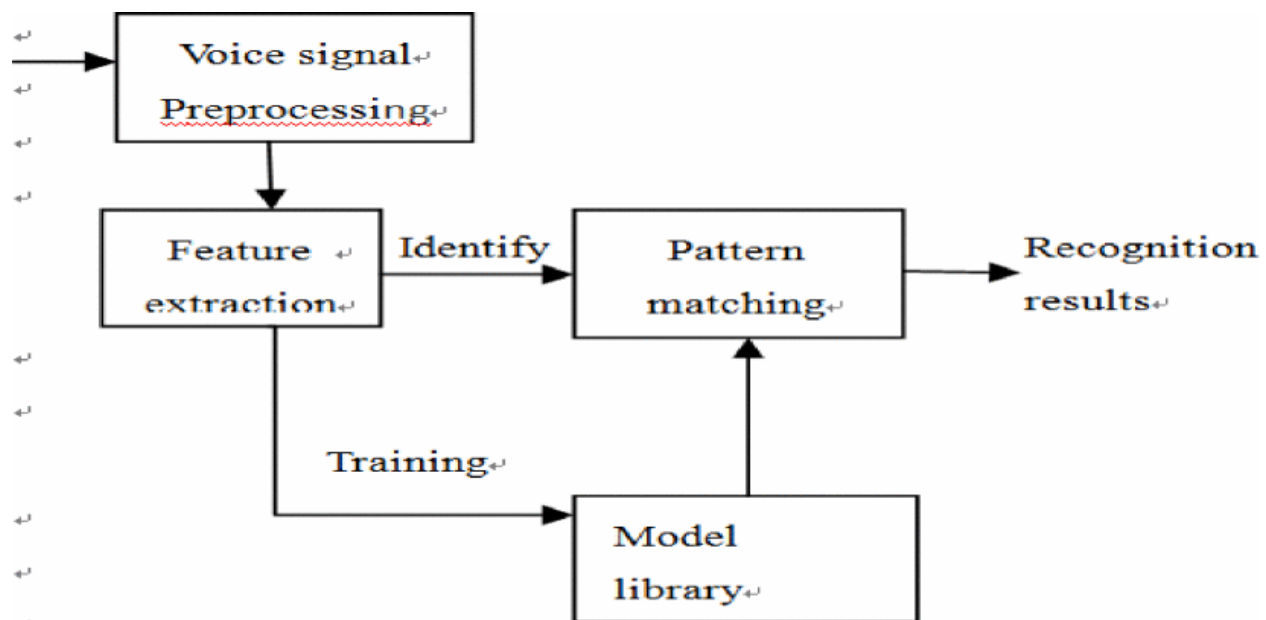 Voice signal
Preprocessing
Feature
extraction
Identify
Pattern
matching
Recognition
results
Training
Model
library